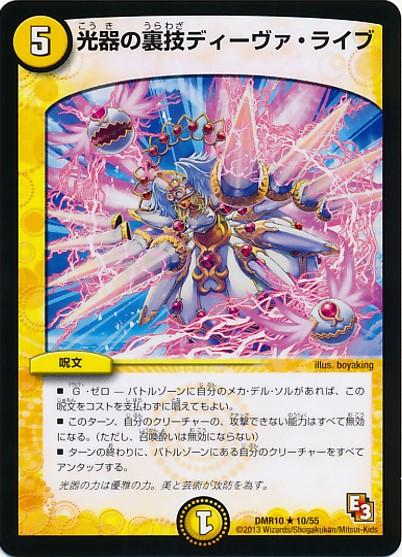 5
光器の裏技ディーヴァ・ライブ
こうき うらわざ
illus. boyaking
呪文
■ G・ゼロ ― バトルゾーンに自分のメカ・デル・ソルがあれば、この
呪文をコストを支払わずに唱えてもよい。
■ このターン、自分のクリーチャーの、攻撃できない能力はすべて無効
になる。(ただし、召喚酔いは無効にならない)
■ ターンの終わりに、バトルゾーンにある自分のクリーチャーをすべて
アンタップする。
光器の力は優雅の力。美と芸術が攻防を為す。
1
E3
DMR10 ★ 10/55
©2013 Wizards/Shogakukan/Mitsui-Kids